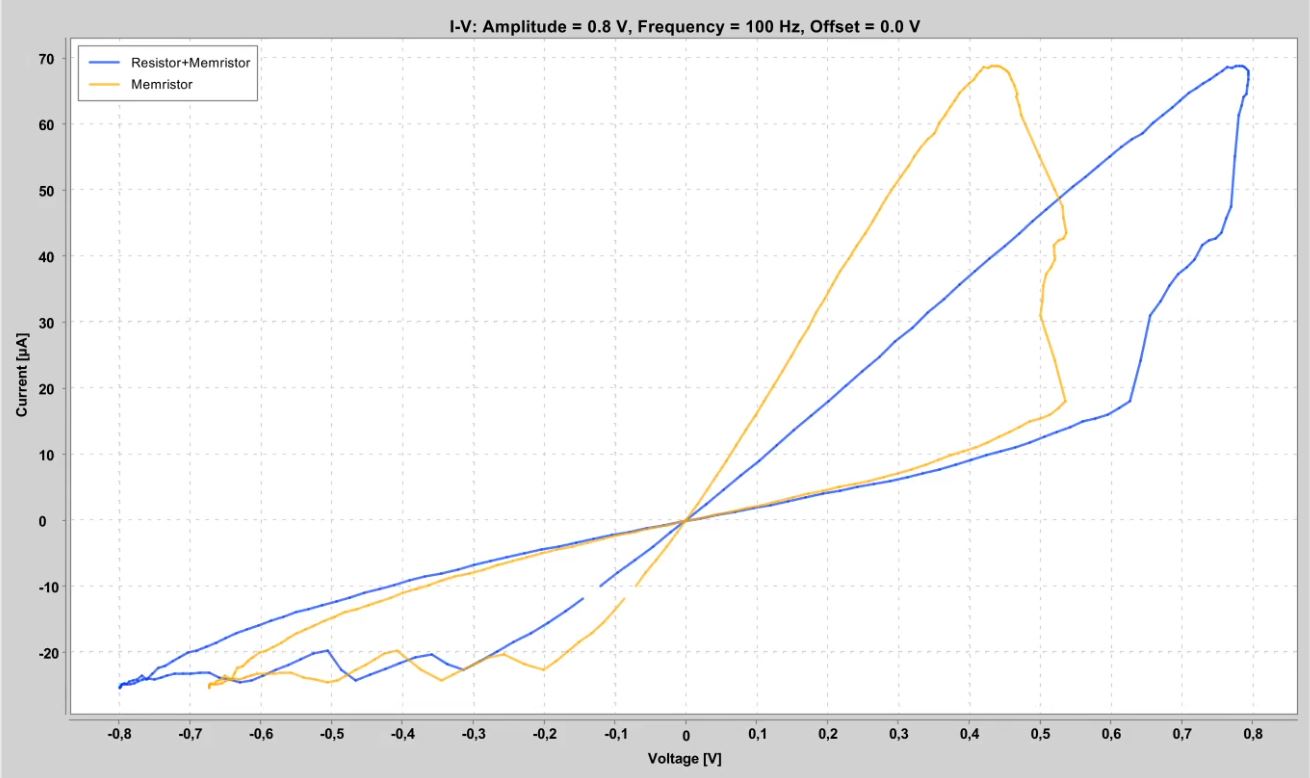 I-V: Amplitude = 0.8 V, Frequency = 100 Hz, Offset = 0.0 V
Resistor+Memristor
Memristor
Current [µA]
70
60
50
40
30
20
10
0
-10
-20
-0,8 -0,7 -0,6 -0,5 -0,4 -0,3 -0,2 -0,1 0 0,1 0,2 0,3 0,4 0,5 0,6 0,7 0,8
Voltage [V]